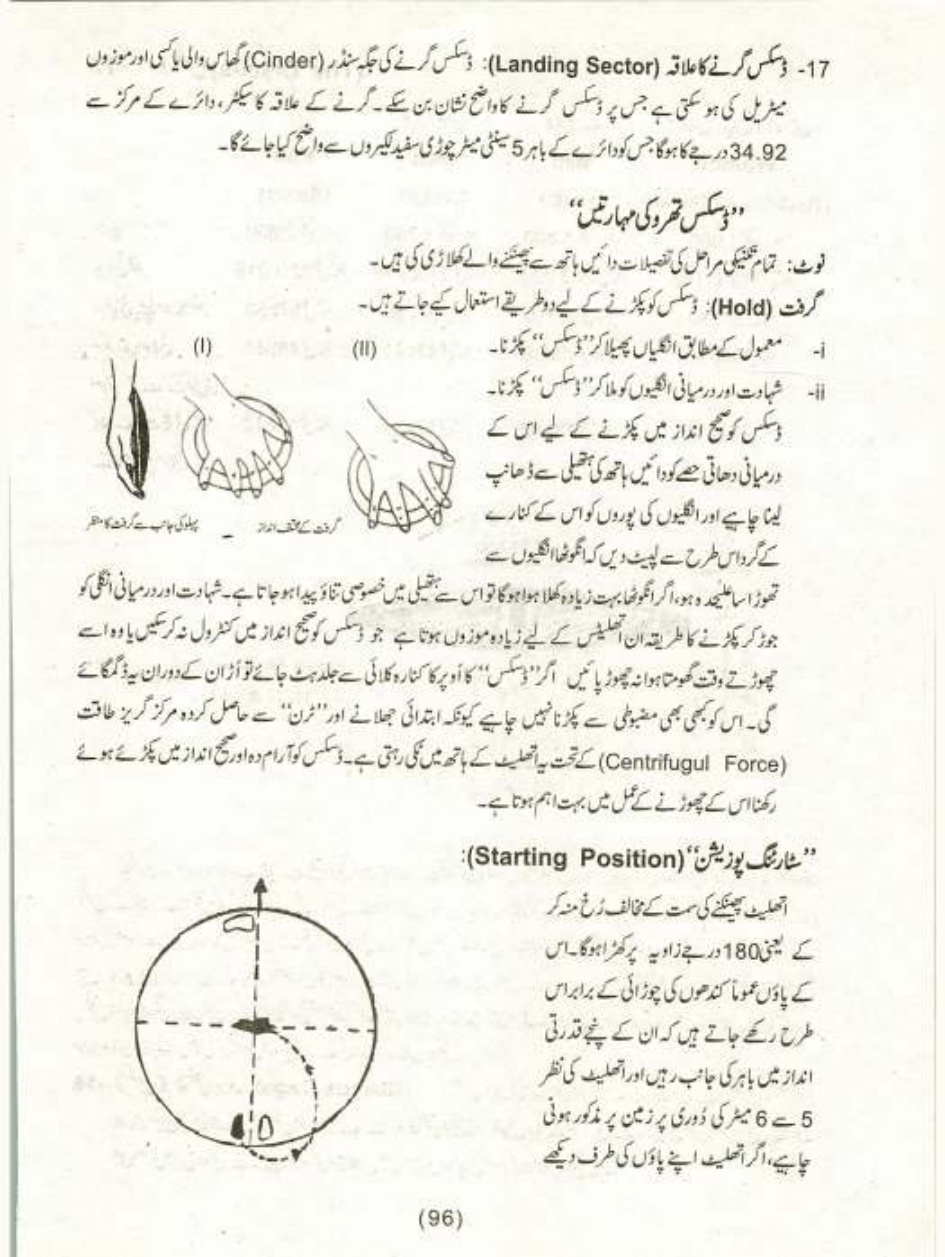 17- ڈسکس گرنے کا علاقہ (Landing Sector): ڈسکس گرنے کی جگہ سنڈر (Cinder) گھاس والی یا کسی اور موزوں
میٹریل کی ہو سکتی ہے جس پر ڈسکس گرنے کا واضح نشان بن سکے۔ گرنے کے علاقہ کا سیکٹر، دائرے کے مرکز سے
34.92 درجے کا ہوگا جس کو دائرے کے باہر 5 سینٹی میٹر چوڑی سفید لکیروں سے واضح کیا جائے گا۔
”ڈسکس تھرو کی مہارتیں“
نوٹ: تمام تکنیکی مراحل کی تفصیلات دائیں ہاتھ سے پھینکنے والے کھلاڑی کی ہیں۔
گرفت (Hold): ڈسکس کو پکڑنے کے لیے دو طریقے استعمال کیے جاتے ہیں۔
i- معمول کے مطابق انگلیاں پھیلا کر ”ڈسکس“ پکڑنا۔
ii- شہادت اور درمیانی انگلیوں کو ملا کر ”ڈسکس“ پکڑنا۔
(I) (II)
ڈسکس کو صحیح انداز میں پکڑنے کے لیے اس کے
درمیانی دھاتی حصے کو دائیں ہاتھ کی ہتھیلی سے ڈھانپ
لینا چاہیے اور انگلیوں کی پوروں کو اس کے کنارے
گرفت کے مختلف انداز - پہلو کی جانب سے گرفت کا منظر
کے گرد اس طرح سے لپیٹ دیں کہ انگوٹھا انگلیوں سے
تھوڑا سا علیٰحدہ ہو، اگر انگوٹھا بہت زیادہ کھلا ہوا ہوگا تو اس سے ہتھیلی میں خصوصی تناؤ پیدا ہو جاتا ہے۔ شہادت اور درمیانی انگلی کو
جوڑ کر پکڑنے کا طریقہ ان اتھلیٹس کے لیے زیادہ موزوں ہوتا ہے جو ڈسکس کو صحیح انداز میں کنٹرول نہ کر سکیں یا وہ اسے
چھوڑتے وقت گھومتا ہوا نہ چھوڑ پائیں اگر ”ڈسکس“ کا اُوپر کا کنارہ کلائی سے جلد ہٹ جائے تو اُڑان کے دوران یہ ڈگمگائے
گی۔ اس کو کبھی بھی مضبوطی سے پکڑنا نہیں چاہیے کیونکہ ابتدائی جھلانے اور ”ٹرن“ سے حاصل کردہ مرکز گریز طاقت
(Centrifugul Force) کے تحت یہ اتھلیٹ کے ہاتھ میں ٹکی رہتی ہے۔ ڈسکس کو آرام دہ اور صحیح انداز میں پکڑے ہوئے
رکھنا اس کے چھوڑنے کے عمل میں بہت اہم ہوتا ہے۔
”سٹارٹنگ پوزیشن“ (Starting Position):
اتھلیٹ پھینکنے کی سمت کے مخالف رُخ منہ کر
کے یعنی 180 درجے زاویہ پر کھڑا ہوگا۔ اس
کے پاؤں عموماً کندھوں کی چوڑائی کے برابر اس
طرح رکھے جاتے ہیں کہ ان کے پنجے قدرتی
انداز میں باہر کی جانب رہیں اور اتھلیٹ کی نظر
5 سے 6 میٹر کی دُوری پر زمین پر مذکور ہونی
چاہیے، اگر اتھلیٹ اپنے پاؤں کی طرف دیکھے
(96)